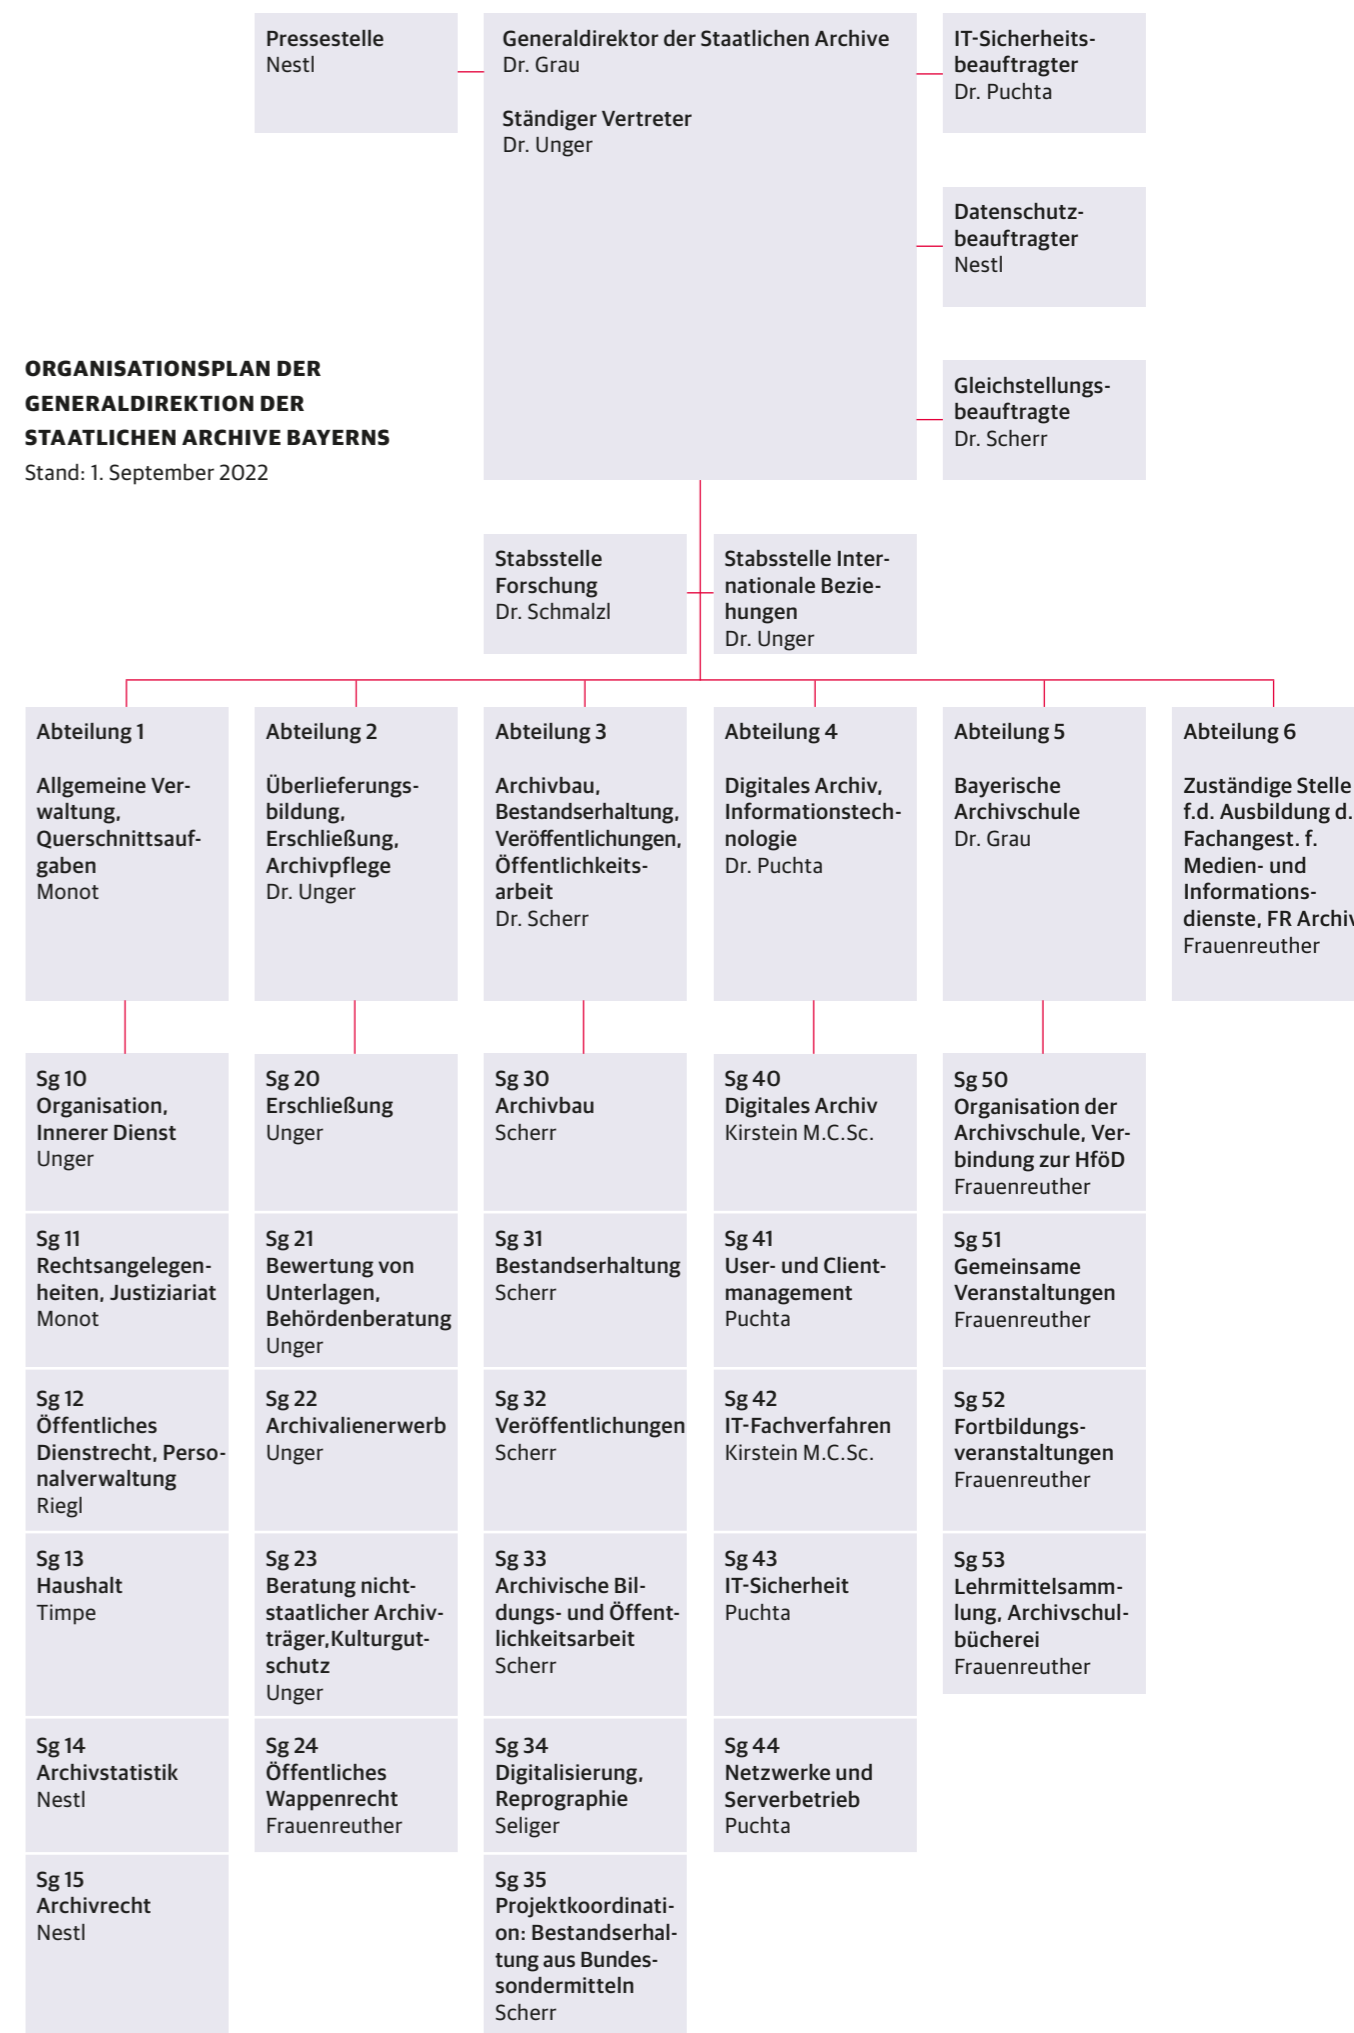 Pressestelle
Nestl
Generaldirektor der Staatlichen Archive
Dr. Grau
Ständiger Vertreter
Dr. Unger
IT-Sicherheits-
beauftragter
Dr. Puchta
Datenschutz-
beauftragter
Nestl
Gleichstellungs-
beauftragte
Dr. Scherr
ORGANISATIONSPLAN DER
GENERALDIREKTION DER
STAATLICHEN ARCHIVE BAYERNS
Stand: 1. September 2022
Stabsstelle
Forschung
Dr. Schmalzl
Stabsstelle Inter-
nationale Bezie-
hungen
Dr. Unger
Abteilung 1
Allgemeine Ver-
waltung,
Querschnittsauf-
gaben
Monot
Abteilung 2
Überlieferungs-
bildung,
Erschließung,
Archivpflege
Dr. Unger
Abteilung 3
Archivbau,
Bestandserhaltung,
Veröffentlichungen,
Öffentlichkeits-
arbeit
Dr. Scherr
Abteilung 4
Digitales Archiv,
Informationstech-
nologie
Dr. Puchta
Abteilung 5
Bayerische
Archivschule
Dr. Grau
Abteilung 6
Zuständige Stelle
f.d. Ausbildung d.
Fachangest. f.
Medien- und
Informations-
dienste, FR Archiv
Frauenreuther
Sg 10
Organisation,
Innerer Dienst
Unger
Sg 11
Rechtsangelegen-
heiten, Justiziariat
Monot
Sg 12
Öffentliches
Dienstrecht, Perso-
nalverwaltung
Riegl
Sg 13
Haushalt
Timpe
Sg 14
Archivstatistik
Nestl
Sg 15
Archivrecht
Nestl
Sg 20
Erschließung
Unger
Sg 21
Bewertung von
Unterlagen,
Behördenberatung
Unger
Sg 22
Archivalienerwerb
Unger
Sg 23
Beratung nicht-
staatlicher Archiv-
träger,Kulturgut-
schutz
Unger
Sg 24
Öffentliches
Wappenrecht
Frauenreuther
Sg 30
Archivbau
Scherr
Sg 31
Bestandserhaltung
Scherr
Sg 32
Veröffentlichungen
Scherr
Sg 33
Archivische Bil-
dungs- und Öffent-
lichkeitsarbeit
Scherr
Sg 34
Digitalisierung,
Reprographie
Seliger
Sg 35
Projektkoordinati-
on: Bestandserhal-
tung aus Bundes-
sondermitteln
Scherr
Sg 40
Digitales Archiv
Kirstein M.C.Sc.
Sg 41
User- und Client-
management
Puchta
Sg 42
IT-Fachverfahren
Kirstein M.C.Sc.
Sg 43
IT-Sicherheit
Puchta
Sg 44
Netzwerke und
Serverbetrieb
Puchta
Sg 50
Organisation der
Archivschule, Ver-
bindung zur HföD
Frauenreuther
Sg 51
Gemeinsame
Veranstaltungen
Frauenreuther
Sg 52
Fortbildungs-
veranstaltungen
Frauenreuther
Sg 53
Lehrmittelsamm-
lung, Archivschul-
bücherei
Frauenreuther